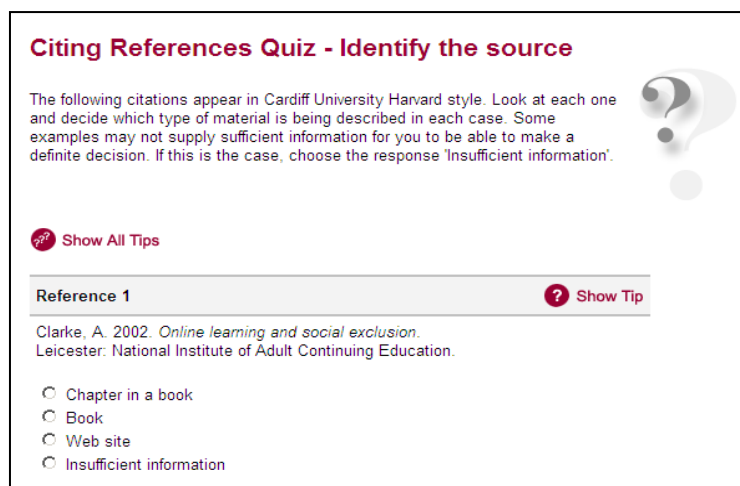 Citing References Quiz - Identify the source
The following citations appear in Cardiff University Harvard style. Look at each one
and decide which type of material is being described in each case. Some
examples may not supply sufficient information for you to be able to make a
definite decision. If this is the case, choose the response 'Insufficient information'.
?
??? Show All Tips
Reference 1
? Show Tip
Clarke, A. 2002. Online learning and social exclusion.
Leicester: National Institute of Adult Continuing Education.
Chapter in a book
Book
Web site
Insufficient information